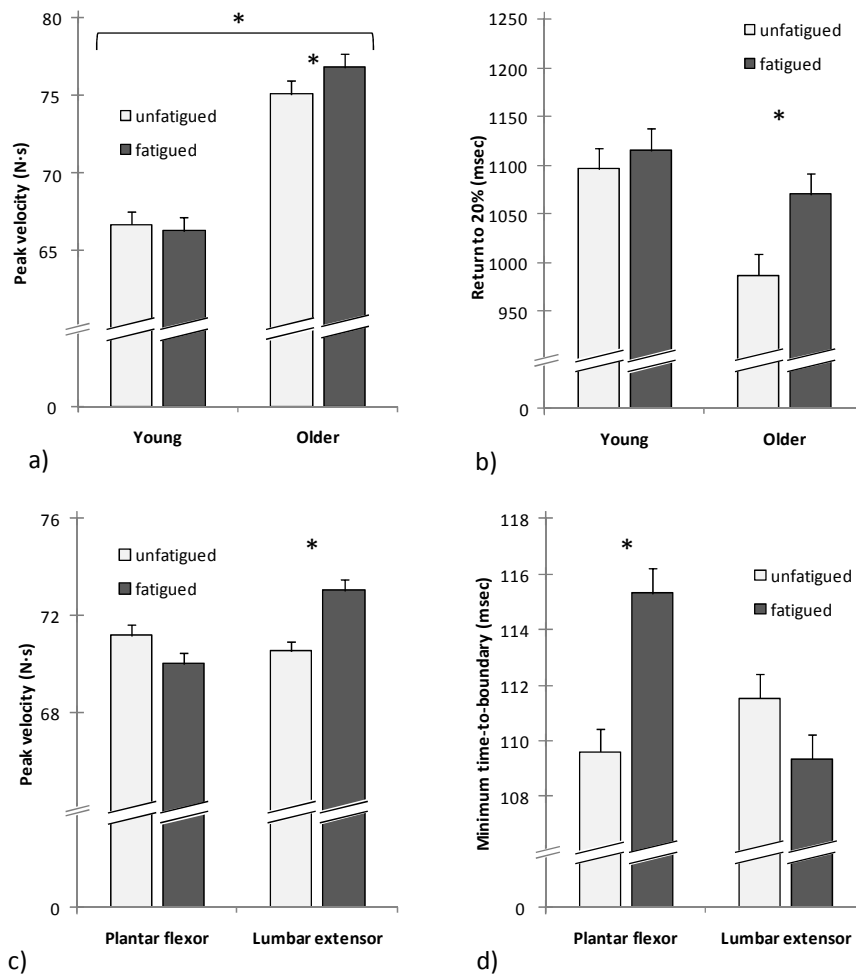 80
75
70
65
0
Peak velocity (N·s)
*
*
unfatigued
fatigued
Young
Older
a)
1250
1200
1150
1100
1050
1000
950
0
Return to 20% (msec)
unfatigued
fatigued
*
Young
Older
b)
76
72
68
0
Peak velocity (N·s)
unfatigued
fatigued
*
Plantar flexor
Lumbar extensor
c)
118
116
114
112
110
108
0
Minimum time-to-boundary (msec)
*
unfatigued
fatigued
Plantar flexor
Lumbar extensor
d)